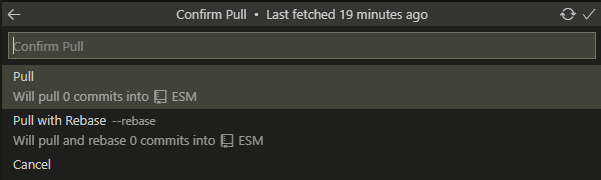 Confirm Pull • Last fetched 19 minutes ago
Confirm Pull
Pull
Will pull 0 commits into ESM
Pull with Rebase --rebase
Will pull and rebase 0 commits into ESM
Cancel